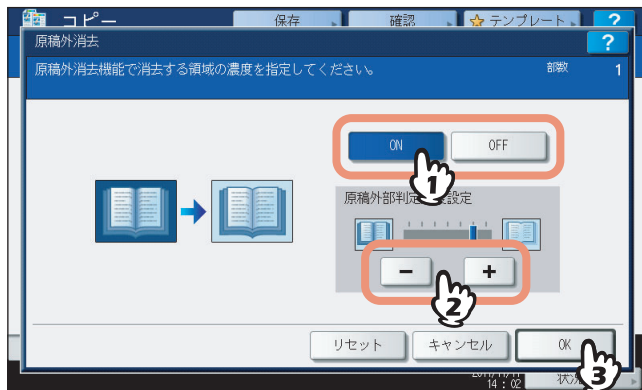 コピー
保存
確認
テンプレート
?
原稿外消去
?
原稿外消去機能で消去する領域の濃度を指定してください。
部数 1
ON
OFF
1
原稿外部判定 設定
−
+
2
リセット
キャンセル
OK
3
14:02